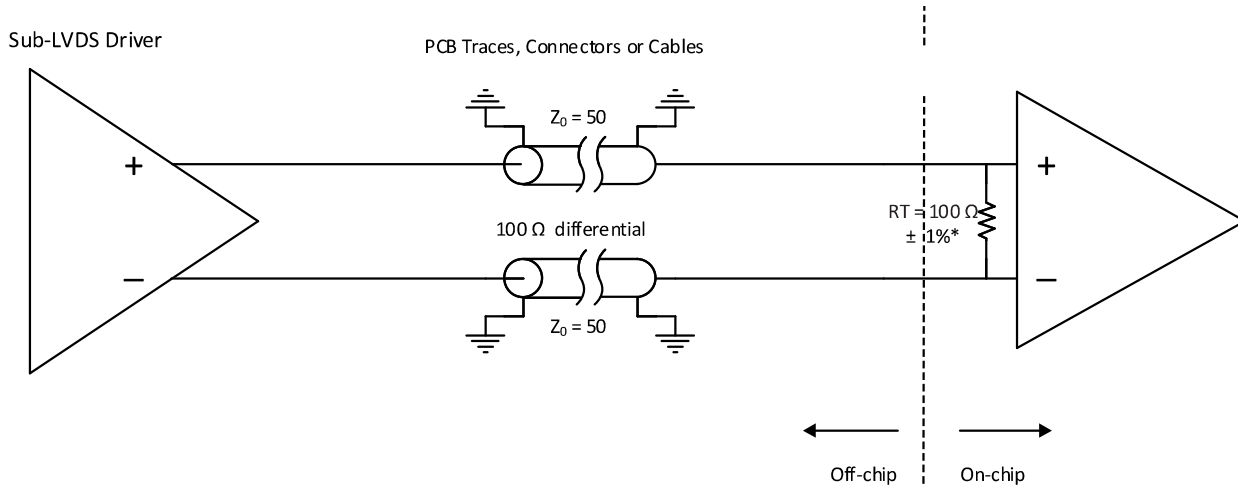 Sub-LVDS Driver
PCB Traces, Connectors or Cables
Z₀ = 50
+
+
RT = 100 Ω
± 1%*
100 Ω differential
−
−
Z₀ = 50
Off-chip
On-chip